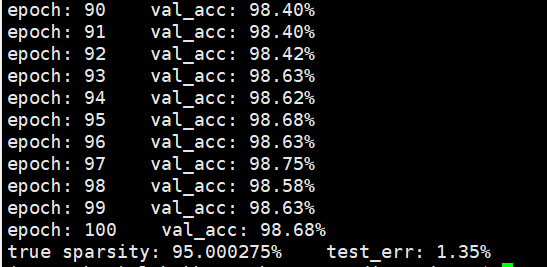 epoch: 90    val_acc: 98.40%
epoch: 91    val_acc: 98.40%
epoch: 92    val_acc: 98.42%
epoch: 93    val_acc: 98.63%
epoch: 94    val_acc: 98.62%
epoch: 95    val_acc: 98.68%
epoch: 96    val_acc: 98.63%
epoch: 97    val_acc: 98.75%
epoch: 98    val_acc: 98.58%
epoch: 99    val_acc: 98.63%
epoch: 100    val_acc: 98.68%
true sparsity: 95.000275%    test_err: 1.35%